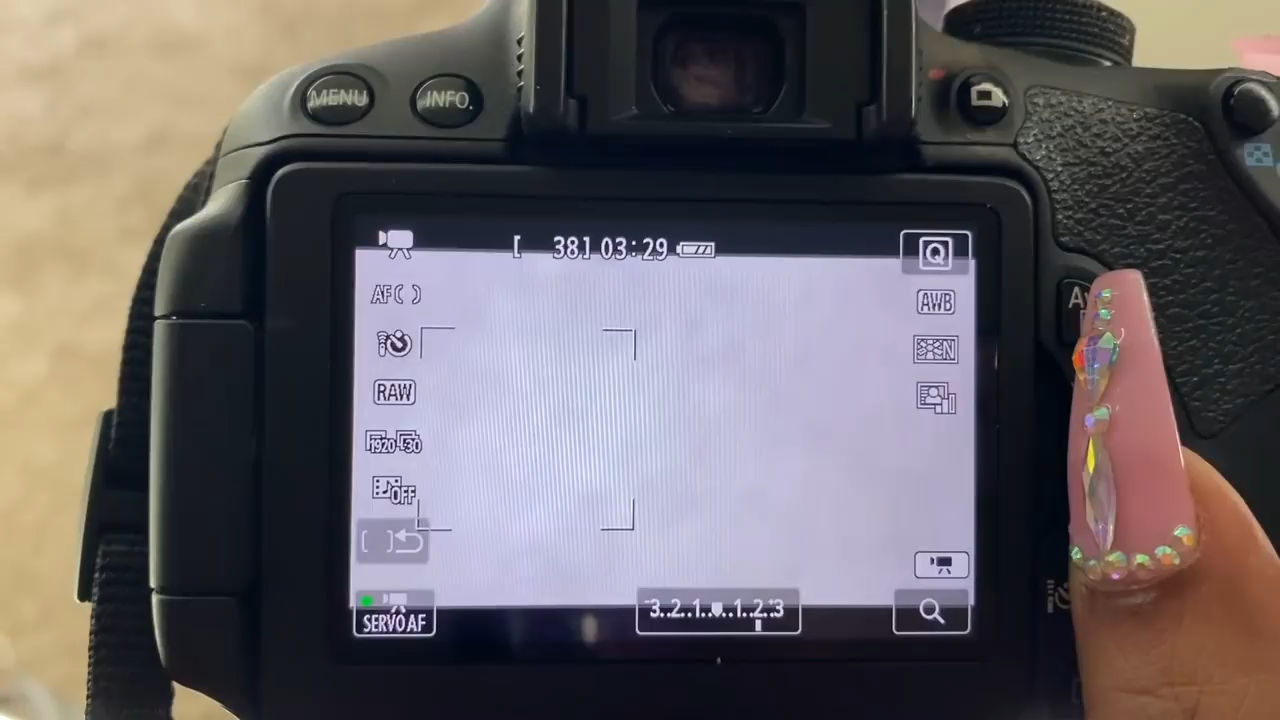 MENU
INFO.
[ 38] 03:29
Q
AF( )
AWB
N
RAW
1920 30
OFF
[ ]
SERVO AF
-3..2..1....1..2..+3
A